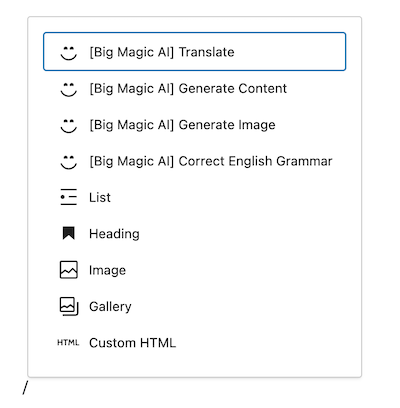 [Big Magic AI] Translate
[Big Magic AI] Generate Content
[Big Magic AI] Generate Image
[Big Magic AI] Correct English Grammar
List
Heading
Image
Gallery
HTML Custom HTML
/